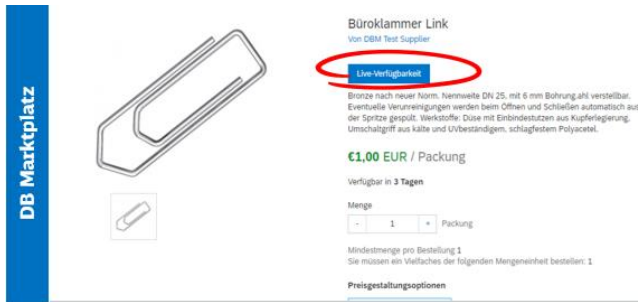 DB Marktplatz
Büroklammer Link
Von DBM Test Supplier
Live-Verfügbarkeit
Bronze nach neuer Norm. Nennweite DN 25, mit 6 mm Bohrung.ahl verstellbar.
Eventuelle Verunreinigungen werden beim Öffnen und Schließen automatisch aus
der Spritze gespült. Werkstoffe: Düse mit Einbindestutzen aus Kupferlegierung,
Umschaltgriff aus kälte und UVbeständigem, schlagfestem Polyacetel.
€1,00 EUR / Packung
Verfügbar in 3 Tagen
Menge
- 1 + Packung
Mindestmenge pro Bestellung 1
Sie müssen ein Vielfaches der folgenden Mengeneinheit bestellen: 1
Preisgestaltungsoptionen